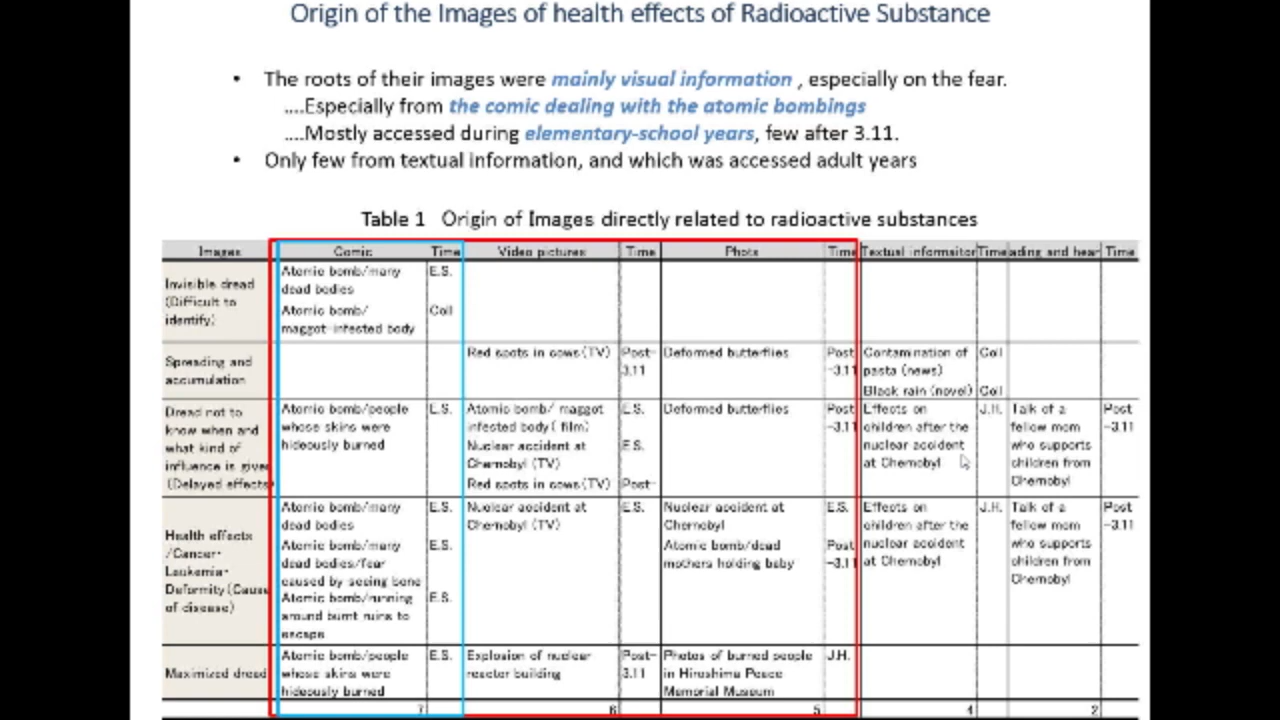 Origin of the Images of health effects of Radioactive Substance
• The roots of their images were mainly visual information , especially on the fear.
....Especially from the comic dealing with the atomic bombings
....Mostly accessed during elementary-school years, few after 3.11.
• Only few from textual information, and which was accessed adult years
Table 1 Origin of Images directly related to radioactive substances
Images Comic Time Video pictures Time Photo Time Textual informaitor Time ading and hear Time
Invisible dread
(Difficult to
identify)
Atomic bomb/many
dead bodies
E.S.
Atomic bomb/
maggot-infested body
Coll
Spreading and
accumulation
Red spots in cows(TV)
Post-
3.11
Deformed butterflies
Post
-3.11
Contamination of
pasta (news)
Coll
Black rain (novel)
Coll
Dread not to
know when and
what kind of
influence is give
(Delayed effects)
Atomic bomb/people
whose skins were
hideously burned
E.S.
Atomic bomb/ maggot
infested body( film)
E.S.
Nuclear accident at
Chernobyl (TV)
E.S.
Red spots in cows(TV)
Post-
Deformed butterflies
Post
-3.11
Effects on
children after the
nuclear accident
at Chernobyl
J.H.
Talk of a
fellow mom
who supports
children from
Chernobyl
Post
-3.11
Health effects
/Cancer・
Leukemia・
Deformity(Cause
of disease)
Atomic bomb/many
dead bodies
E.S.
Atomic bomb/many
dead bodies/fear
caused by seeing bone
E.S.
Atomic bomb/running
around burnt ruins to
escape
E.S.
Nuclear accident at
Chernobyl (TV)
E.S.
Nuclear accident at
Chernobyl
E.S.
Atomic bomb/dead
mothers holding baby
Post
-3.11
Effects on
children after the
nuclear accident
at Chernobyl
J.H.
Talk of a
fellow mom
who supports
children from
Chernobyl
Post
-3.11
Maximized dread
Atomic bomb/people
whose skins were
hideously burned
E.S.
Explosion of nuclear
reactor building
Post-
3.11
Photos of burned people
in Hiroshima Peace
Memorial Museum
J.H.
7 6 5 4 2